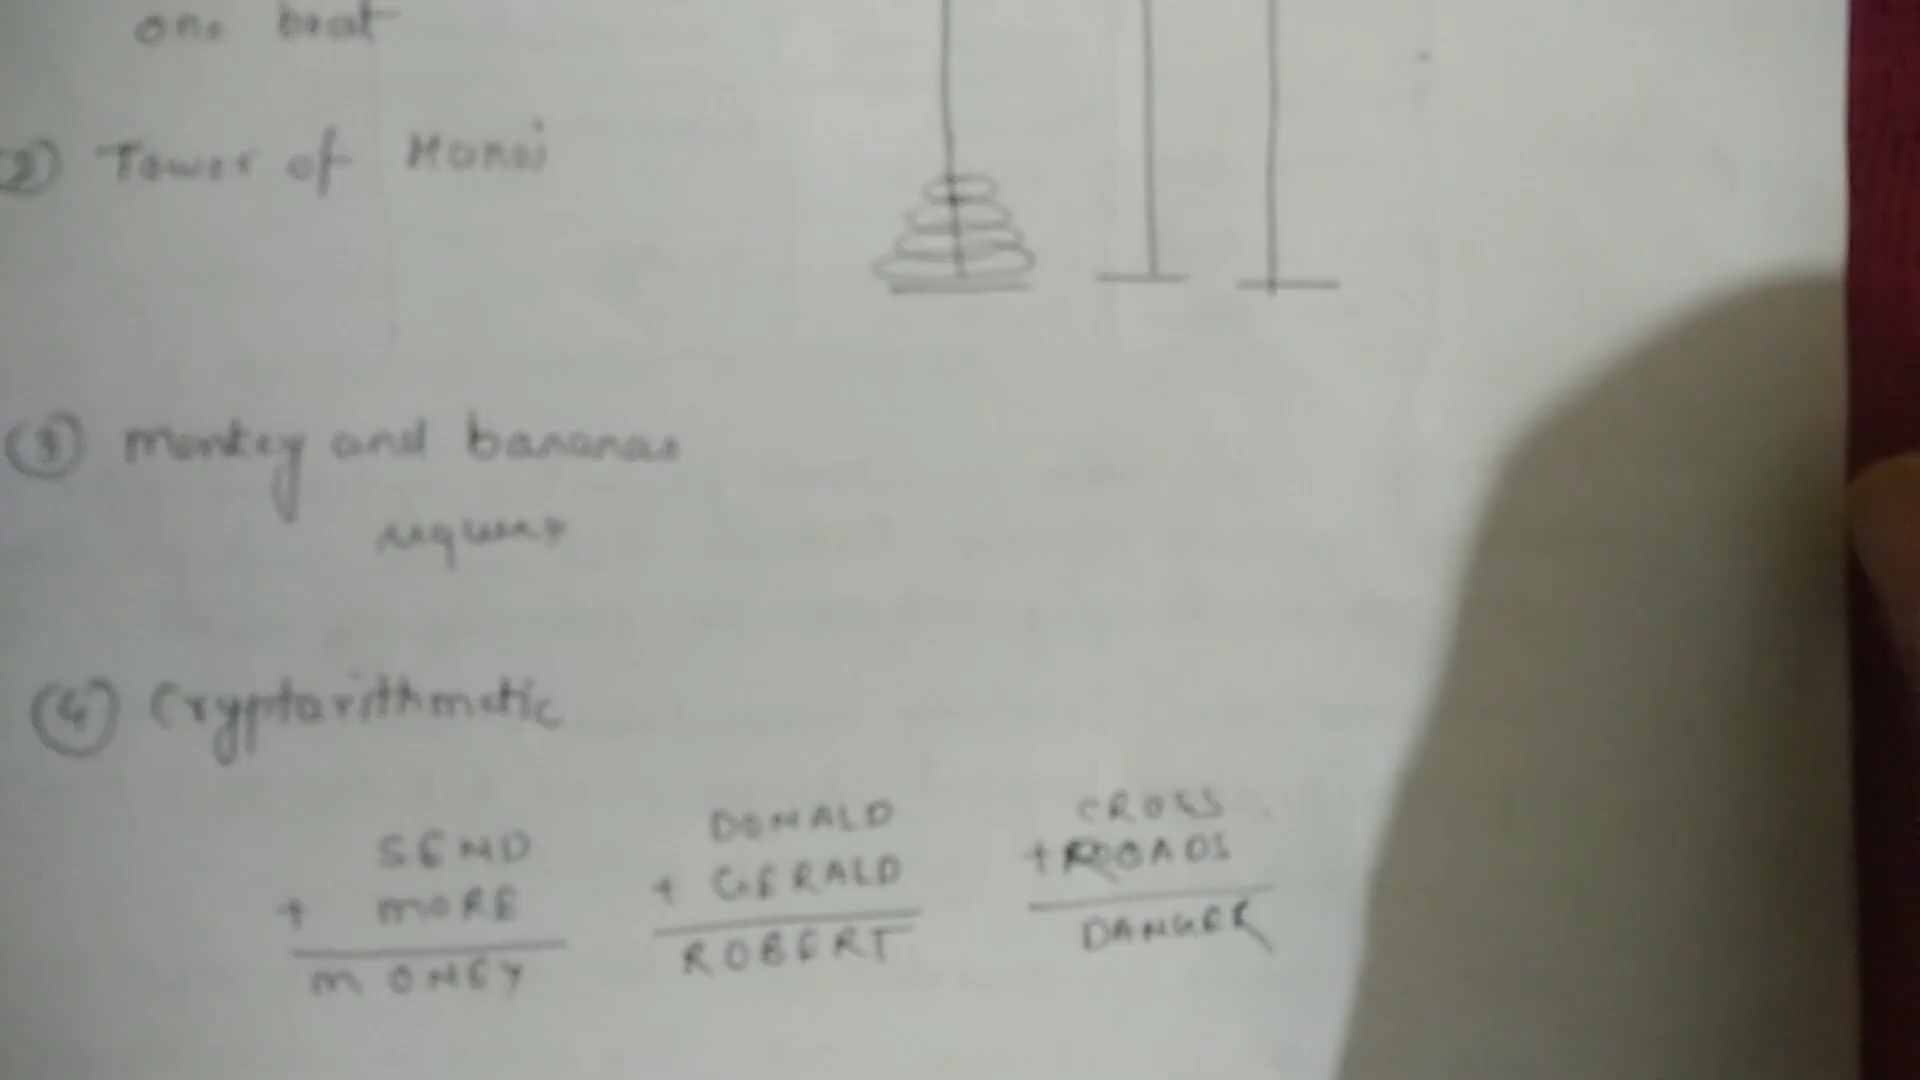 one boat
(2) Tower of Hanoi
(3) monkey and bananas
(4) Cryptarithmetic
SEND
+ MORE
MONEY
DONALD
+ GERALD
ROBERT
CROSS
+ ROADS
DANGER